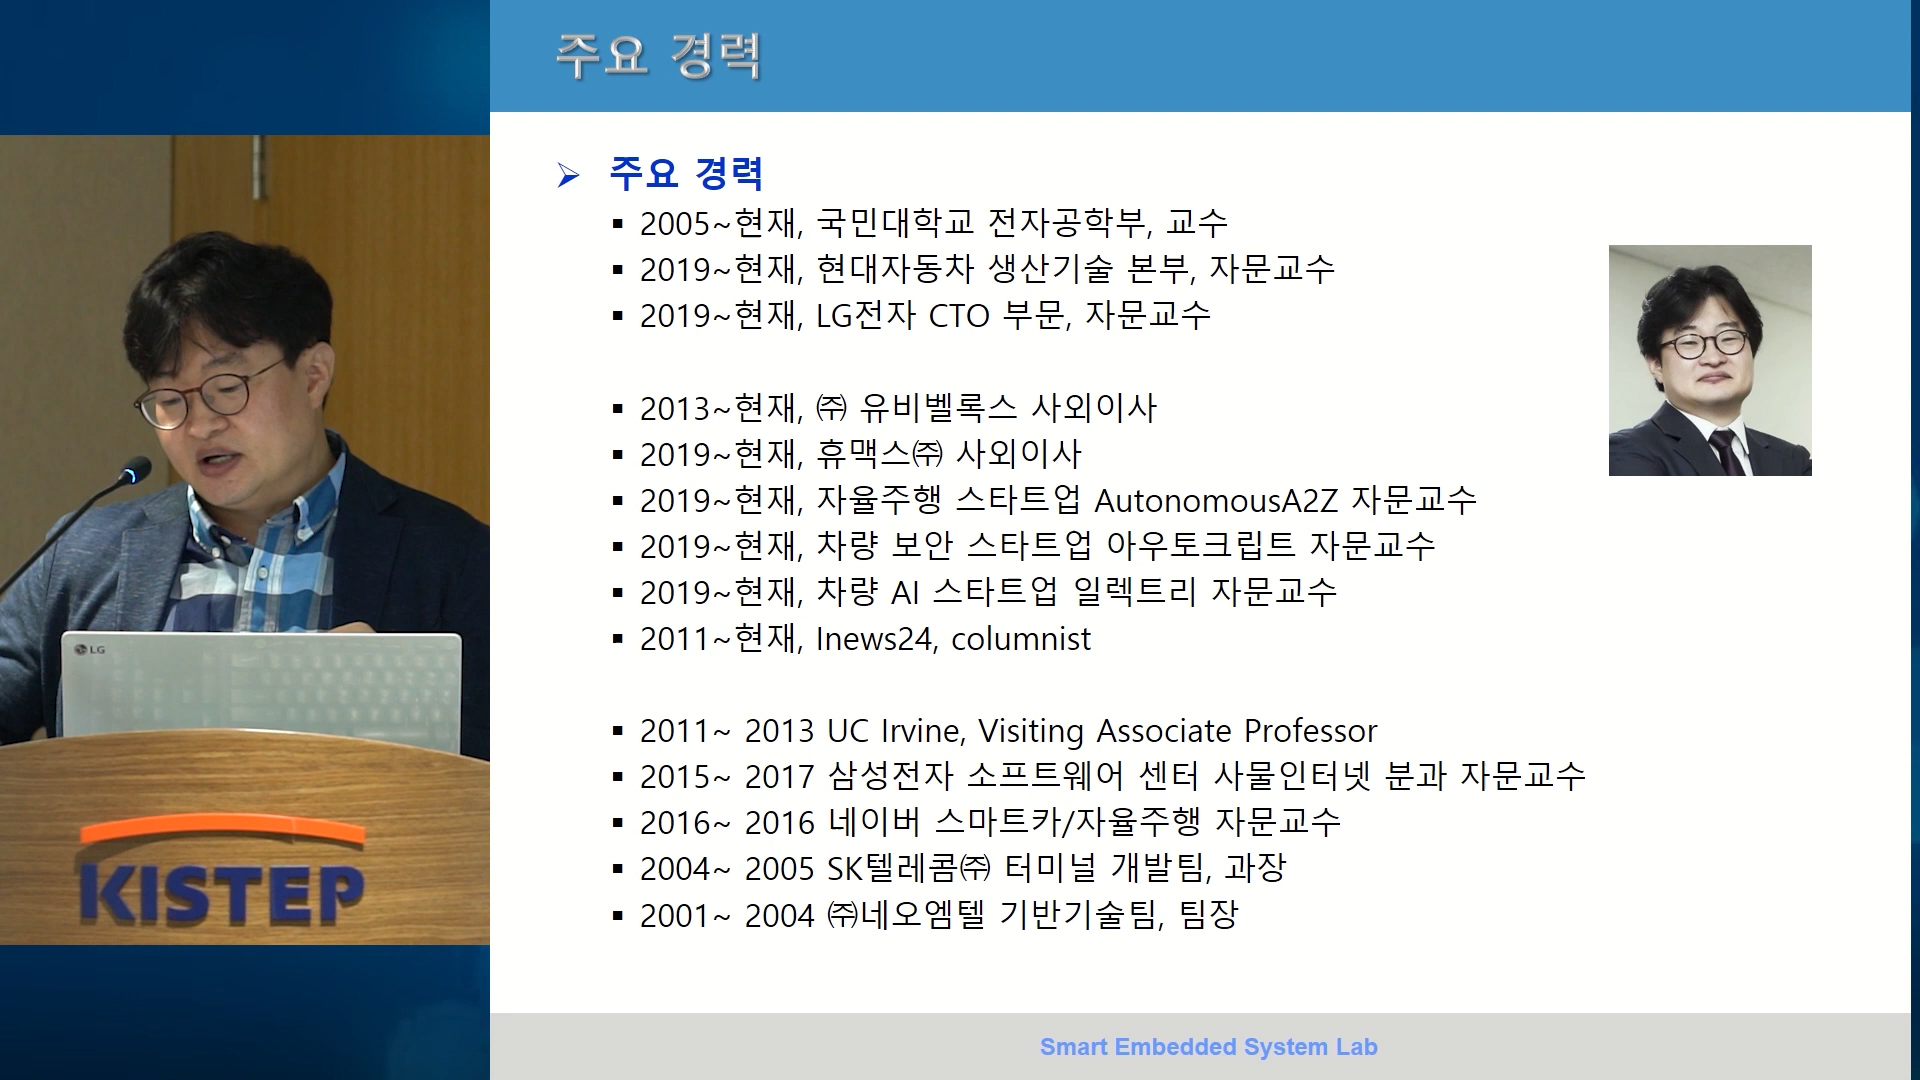 주요 경력
주요 경력
2005~현재, 국민대학교 전자공학부, 교수
2019~현재, 현대자동차 생산기술 본부, 자문교수
2019~현재, LG전자 CTO 부문, 자문교수
2013~현재, ㈜ 유비벨록스 사외이사
2019~현재, 휴맥스㈜ 사외이사
2019~현재, 자율주행 스타트업 AutonomousA2Z 자문교수
2019~현재, 차량 보안 스타트업 아우토크립트 자문교수
2019~현재, 차량 AI 스타트업 일렉트리 자문교수
2011~현재, Inews24, columnist
2011~ 2013 UC Irvine, Visiting Associate Professor
2015~ 2017 삼성전자 소프트웨어 센터 사물인터넷 분과 자문교수
2016~ 2016 네이버 스마트카/자율주행 자문교수
2004~ 2005 SK텔레콤㈜ 터미널 개발팀, 과장
2001~ 2004 ㈜네오엠텔 기반기술팀, 팀장
Smart Embedded System Lab
LG
KISTEP